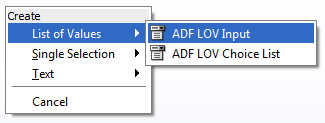 Create
List of Values
ADF LOV Input
ADF LOV Choice List
Single Selection
Text
Cancel